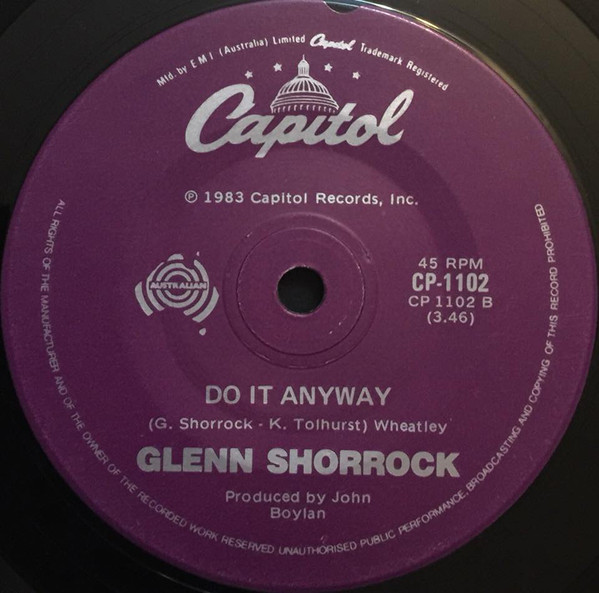 Mfd. by E M I (Australia) Limited Capitol Trademark Registered
Capitol
℗ 1983 Capitol Records, Inc.
AUSTRALIAN
45 RPM
CP-1102
CP 1102 B
(3.46)
DO IT ANYWAY
(G. Shorrock - K. Tolhurst) Wheatley
GLENN SHORROCK
Produced by John
Boylan
ALL RIGHTS OF THE MANUFACTURER AND OF THE OWNER OF THE RECORDED WORK RESERVED UNAUTHORISED PUBLIC PERFORMANCE, BROADCASTING AND COPYING OF THIS RECORD PROHIBITED